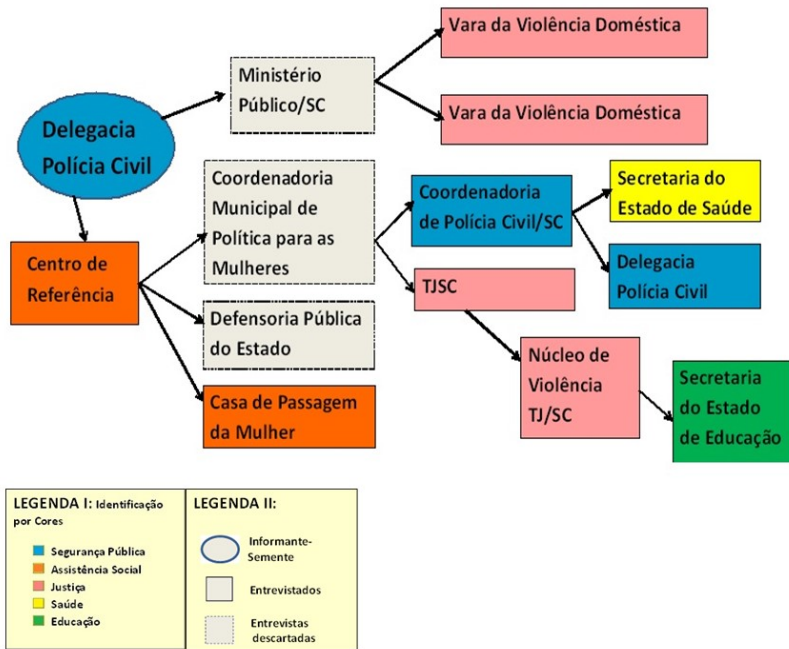 Vara da Violência Doméstica
Ministério
Público/SC
Vara da Violência Doméstica
Delegacia
Polícia Civil
Coordenadoria
Municipal de
Política para as
Mulheres
Coordenadoria
de Polícia Civil/SC
Secretaria do
Estado de Saúde
Centro de
Referência
TJSC
Delegacia
Polícia Civil
Defensoria Pública
do Estado
Núcleo de
Violência
TJ/SC
Secretaria
do Estado
de Educação
Casa de Passagem
da Mulher
LEGENDA I: Identificação
por Cores
Segurança Pública
Assistência Social
Justiça
Saúde
Educação
LEGENDA II:
Informante-
Semente
Entrevistados
Entrevistas
descartadas